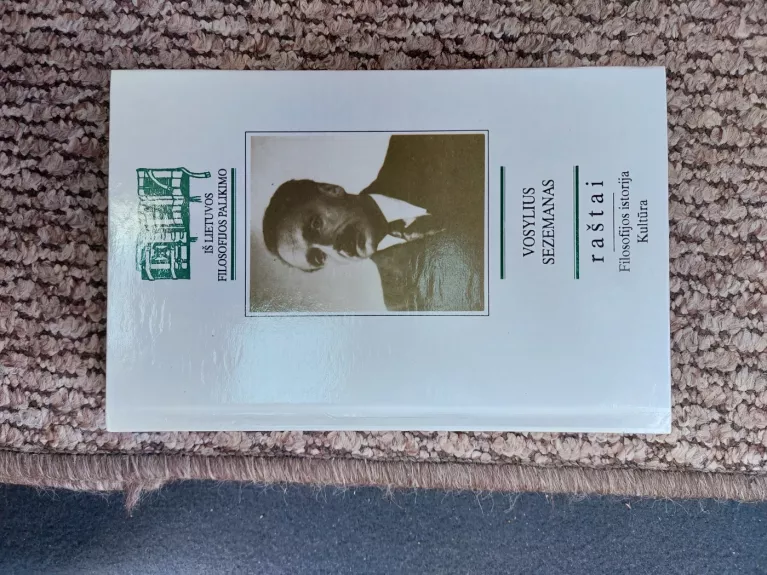 IŠ LIETUVOS
FILOSOFIJOS PALIKIMO
VOSYLIUS
SEZEMANAS
raštai
Filosofijos istorija
Kultūra